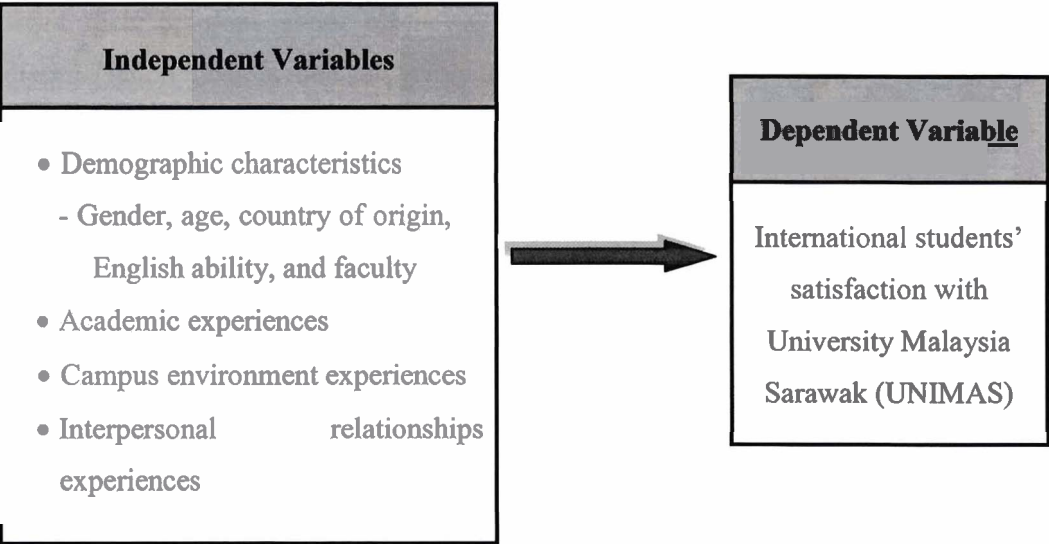 Independent Variables
• Demographic characteristics
- Gender, age, country of origin,
English ability, and faculty
• Academic experiences
• Campus environment experiences
• Interpersonal relationships
experiences
Dependent Variable
International students’
satisfaction with
University Malaysia
Sarawak (UNIMAS)